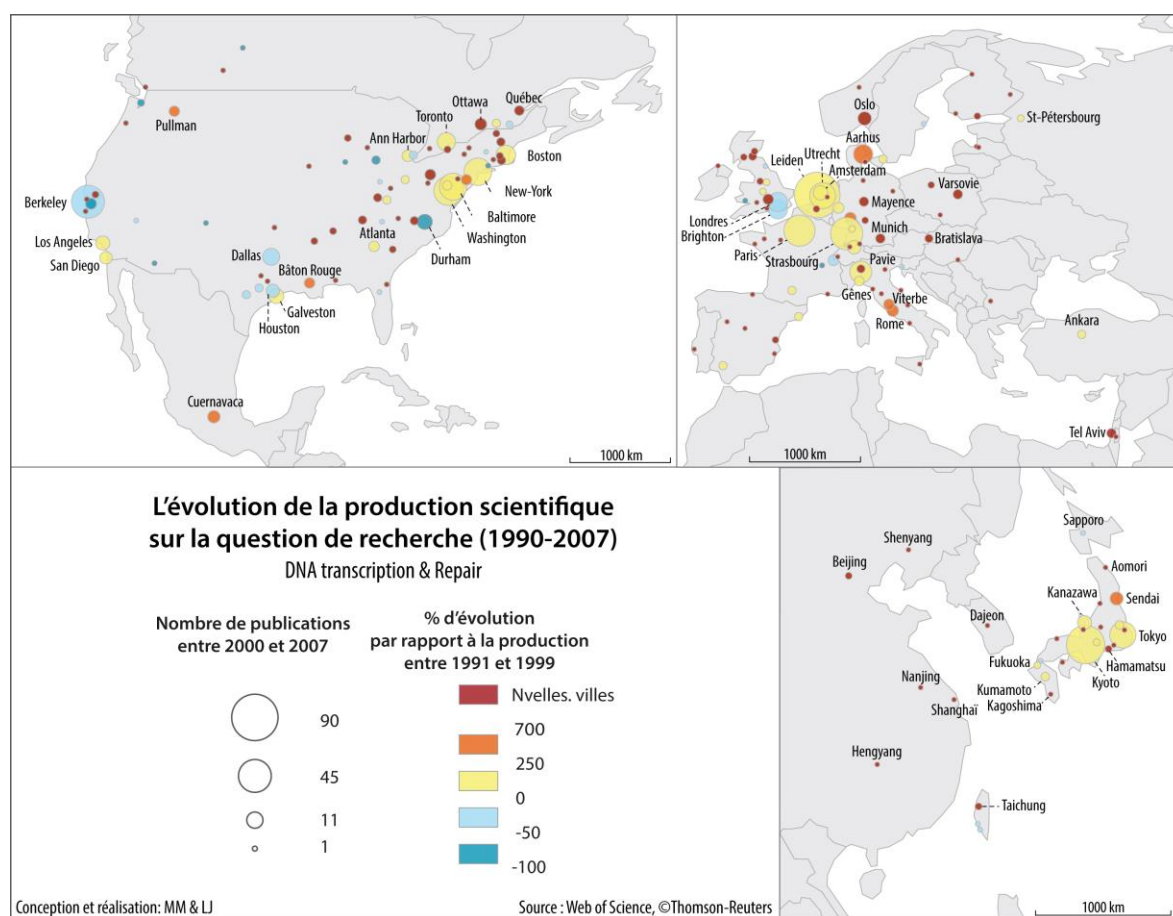 Québec
Ottawa
Toronto
Pullman
Ann Harbor
Boston
New-York
Berkeley
Baltimore
Los Angeles
Atlanta
Washington
San Diego
Dallas
Durham
Bâton Rouge
Galveston
Houston
Cuernavaca
1000 km
Oslo
St-Pétersbourg
Aarhus
Utrecht
Leiden
Amsterdam
Varsovie
Mayence
Londres
Brighton
Munich
Bratislava
Paris
Strasbourg
Pavie
Gênes
Viterbe
Rome
Ankara
Tel Aviv
1000 km
L'évolution de la production scientifique
sur la question de recherche (1990-2007)
DNA transcription & Repair
Nombre de publications
entre 2000 et 2007
90
45
11
1
% d'évolution
par rapport à la production
entre 1991 et 1999
Nvelles. villes
700
250
0
-50
-100
Sapporo
Shenyang
Beijing
Aomori
Kanazawa
Sendai
Dajeon
Tokyo
Fukuoka
Hamamatsu
Nanjing
Kumamoto
Kyoto
Kagoshima
Shanghaï
Hengyang
Taichung
1000 km
Conception et réalisation: MM & LJ
Source : Web of Science, ©Thomson-Reuters